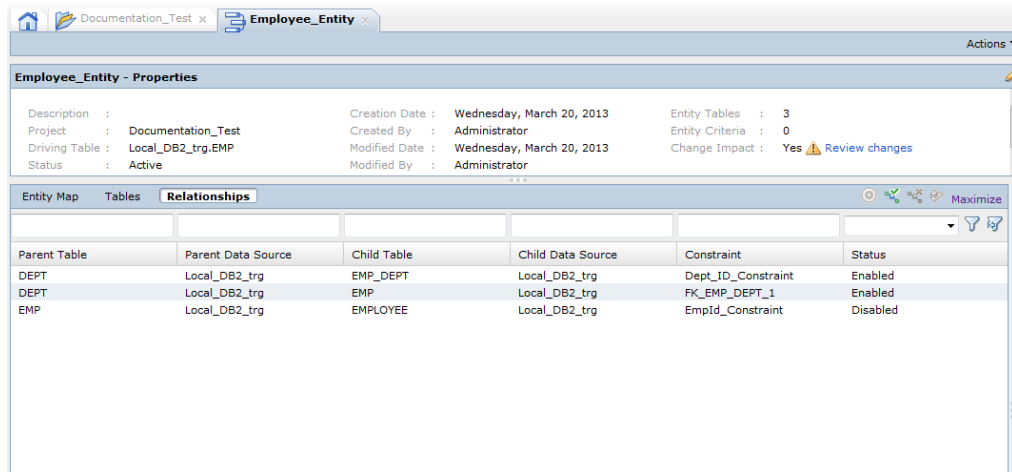 Documentation_Test x Employee_Entity x
Actions
Employee_Entity - Properties
Description : Creation Date : Wednesday, March 20, 2013 Entity Tables : 3
Project : Documentation_Test Created By : Administrator Entity Criteria : 0
Driving Table : Local_DB2_trg.EMP Modified Date : Wednesday, March 20, 2013 Change Impact : Yes Review changes
Status : Active Modified By : Administrator
Entity Map Tables Relationships Maximize
Parent Table Parent Data Source Child Table Child Data Source Constraint Status
DEPT Local_DB2_trg EMP_DEPT Local_DB2_trg Dept_ID_Constraint Enabled
DEPT Local_DB2_trg EMP Local_DB2_trg FK_EMP_DEPT_1 Enabled
EMP Local_DB2_trg EMPLOYEE Local_DB2_trg EmpId_Constraint Disabled